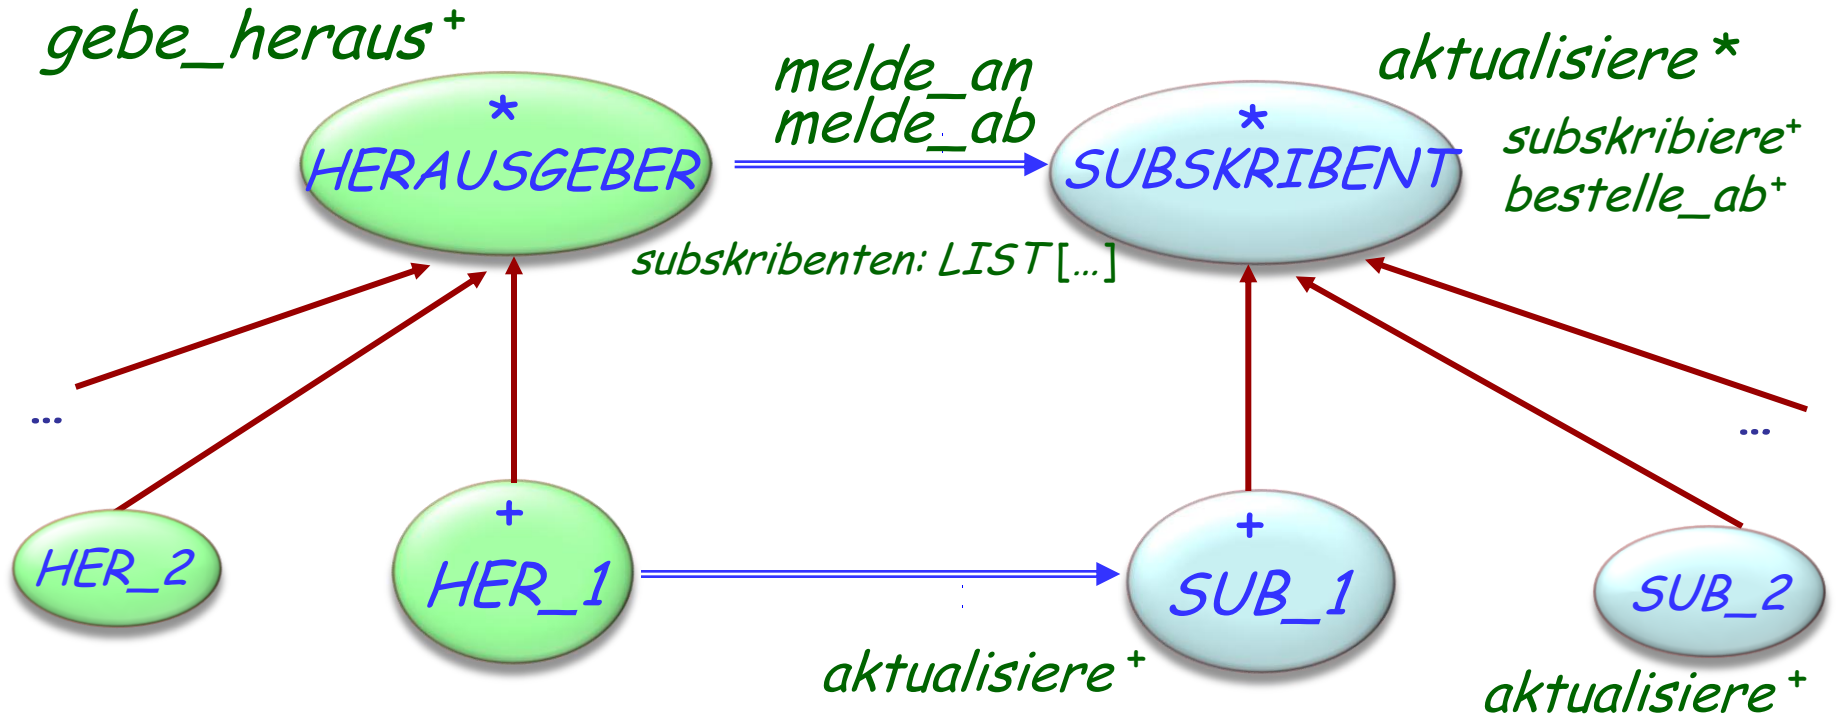 gebe_heraus +
melde_an
melde_ab
aktualisiere *
*
HERAUSGEBER
*
SUBSKRIBENT
subskribiere+
bestelle_ab+
subskribenten: LIST […]
...
...
HER_2
+
HER_1
+
SUB_1
SUB_2
aktualisiere +
aktualisiere +